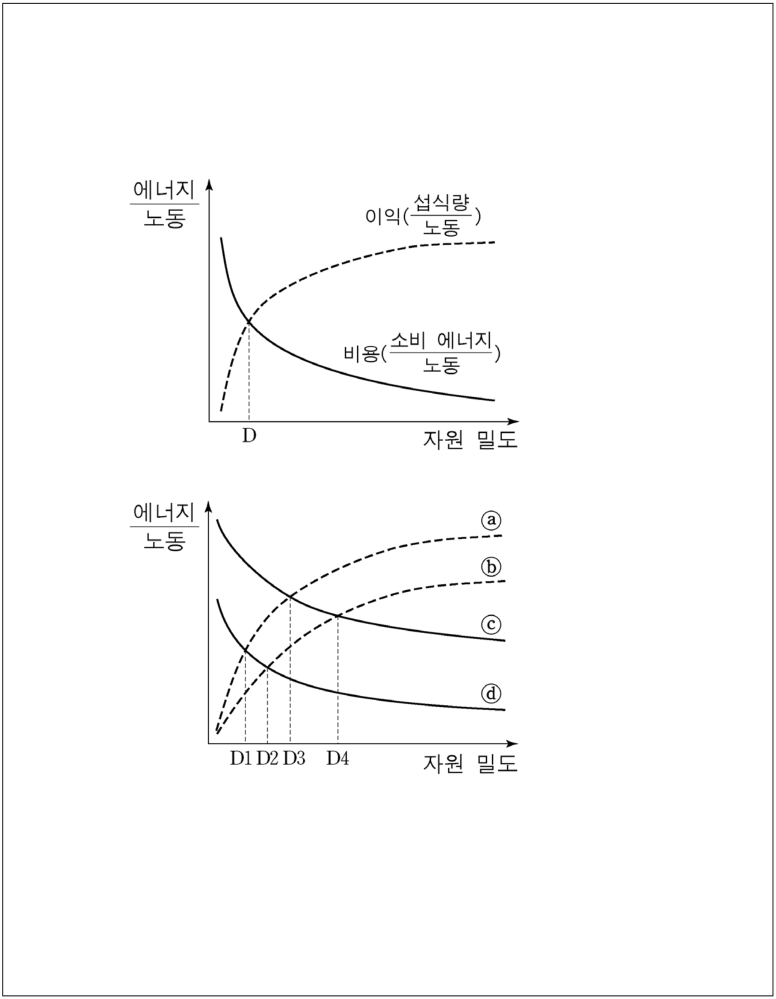 에너지
노동
이익(섭식량/노동)
비용(소비 에너지/노동)
D
자원 밀도
에너지
노동
ⓐ
ⓑ
ⓒ
ⓓ
D1 D2 D3 D4
자원 밀도